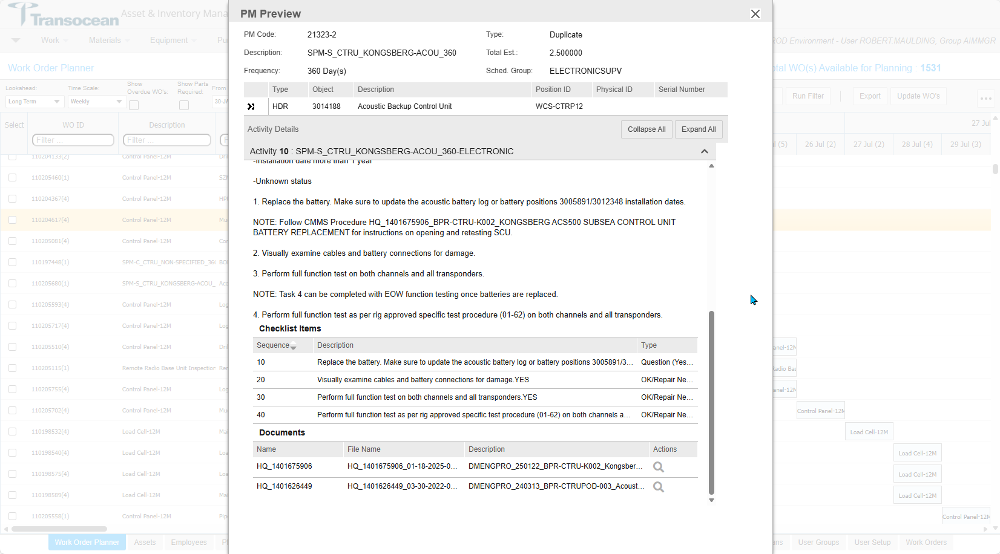 Transocean
Asset & Inventory Mana
Work
Materials
Equipment
ROD Environment - User ROBERT.MAULDING, Group AIMMGR
Work Order Planner
otal WO(s) Available for Planning : 1531
Lookahead:
Time Scale:
Show
Overdue WO's:
Show Parts
Required:
From
Long Term
Weekly
30-JA
Run Filter
Export
Update WO's
Select
WO ID
Description
27 Jul
Filter ...
Filter ...
F
l (5)
26 Jul (2)
27 Jul (2)
28 Jul (4)
29 Jul (3)
110204133(2)
Control Panel-12M
Dril
110205460(1)
Control Panel-12M
SZM
110204367(4)
Control Panel-12M
HPU
110204617(4)
Control Panel-12M
Mud
110205081(4)
Control Panel-12M
Con
110197448(1)
SPM-C_CTRU_NON-SPECIFIED_36(
BO
110205680(1)
SPM-S_CTRU_KONGSBERG-ACOU_
Aco
110205593(4)
Control Panel-12M
Log
110205717(4)
Control Panel-12M
Log
110205510(4)
Control Panel-12M
Dril
anel-12M
110205115(1)
Remote Radio Base Unit Inspection
Rem
adio Bas
110205755(4)
Control Panel-12M
Log
anel-12M
110205702(4)
Control Panel-12M
Mud
Control Panel-12M
110198532(4)
Load Cell-12M
Mai
Load Cell-12M
110198540(4)
Load Cell-12M
Loa
Load Cell-12M
110198575(4)
Load Cell-12M
Loa
Load Cell-12M
110198589(4)
Load Cell-12M
Mai
Load Cell-12M
110205558(1)
Control Panel-12M
Pip
Control Panel-12M
Work Order Planner
Assets
Employees
P
ans
User Groups
User Setup
Work Orders
PM Preview
PM Code:
21323-2
Type:
Duplicate
Description:
SPM-S_CTRU_KONGSBERG-ACOU_360
Total Est.:
2.500000
Frequency:
360 Day(s)
Sched. Group:
ELECTRONICSUPV
Type
Object
Description
Position ID
Physical ID
Serial Number
HDR
3014188
Acoustic Backup Control Unit
WCS-CTRP12
Activity Details
Collapse All
Expand All
Activity 10 : SPM-S_CTRU_KONGSBERG-ACOU_360-ELECTRONIC
-Installation date more than 1 year
-Unknown status
1. Replace the battery. Make sure to update the acoustic battery log or battery positions 3005891/3012348 installation dates.
NOTE: Follow CMMS Procedure HQ_1401675906_BPR-CTRU-K002_KONGSBERG ACS500 SUBSEA CONTROL UNIT
BATTERY REPLACEMENT for instructions on opening and retesting SCU.
2. Visually examine cables and battery connections for damage.
3. Perform full function test on both channels and all transponders.
NOTE: Task 4 can be completed with EOW function testing once batteries are replaced.
4. Perform full function test as per rig approved specific test procedure (01-62) on both channels and all transponders.
Checklist Items
Sequence
Description
Type
10
Replace the battery. Make sure to update the acoustic battery log or battery positions 3005891/3...
Question (Yes...
20
Visually examine cables and battery connections for damage.YES
OK/Repair Ne...
30
Perform full function test on both channels and all transponders.YES
OK/Repair Ne...
40
Perform full function test as per rig approved specific test procedure (01-62) on both channels a...
OK/Repair Ne...
Documents
Name
File Name
Description
Actions
HQ_1401675906
HQ_1401675906_01-18-2025-0...
DMENGPRO_250122_BPR-CTRU-K002_Kongsber...
HQ_1401626449
HQ_1401626449_03-30-2022-0...
DMENGPRO_240313_BPR-CTRUPOD-003_Acoust...